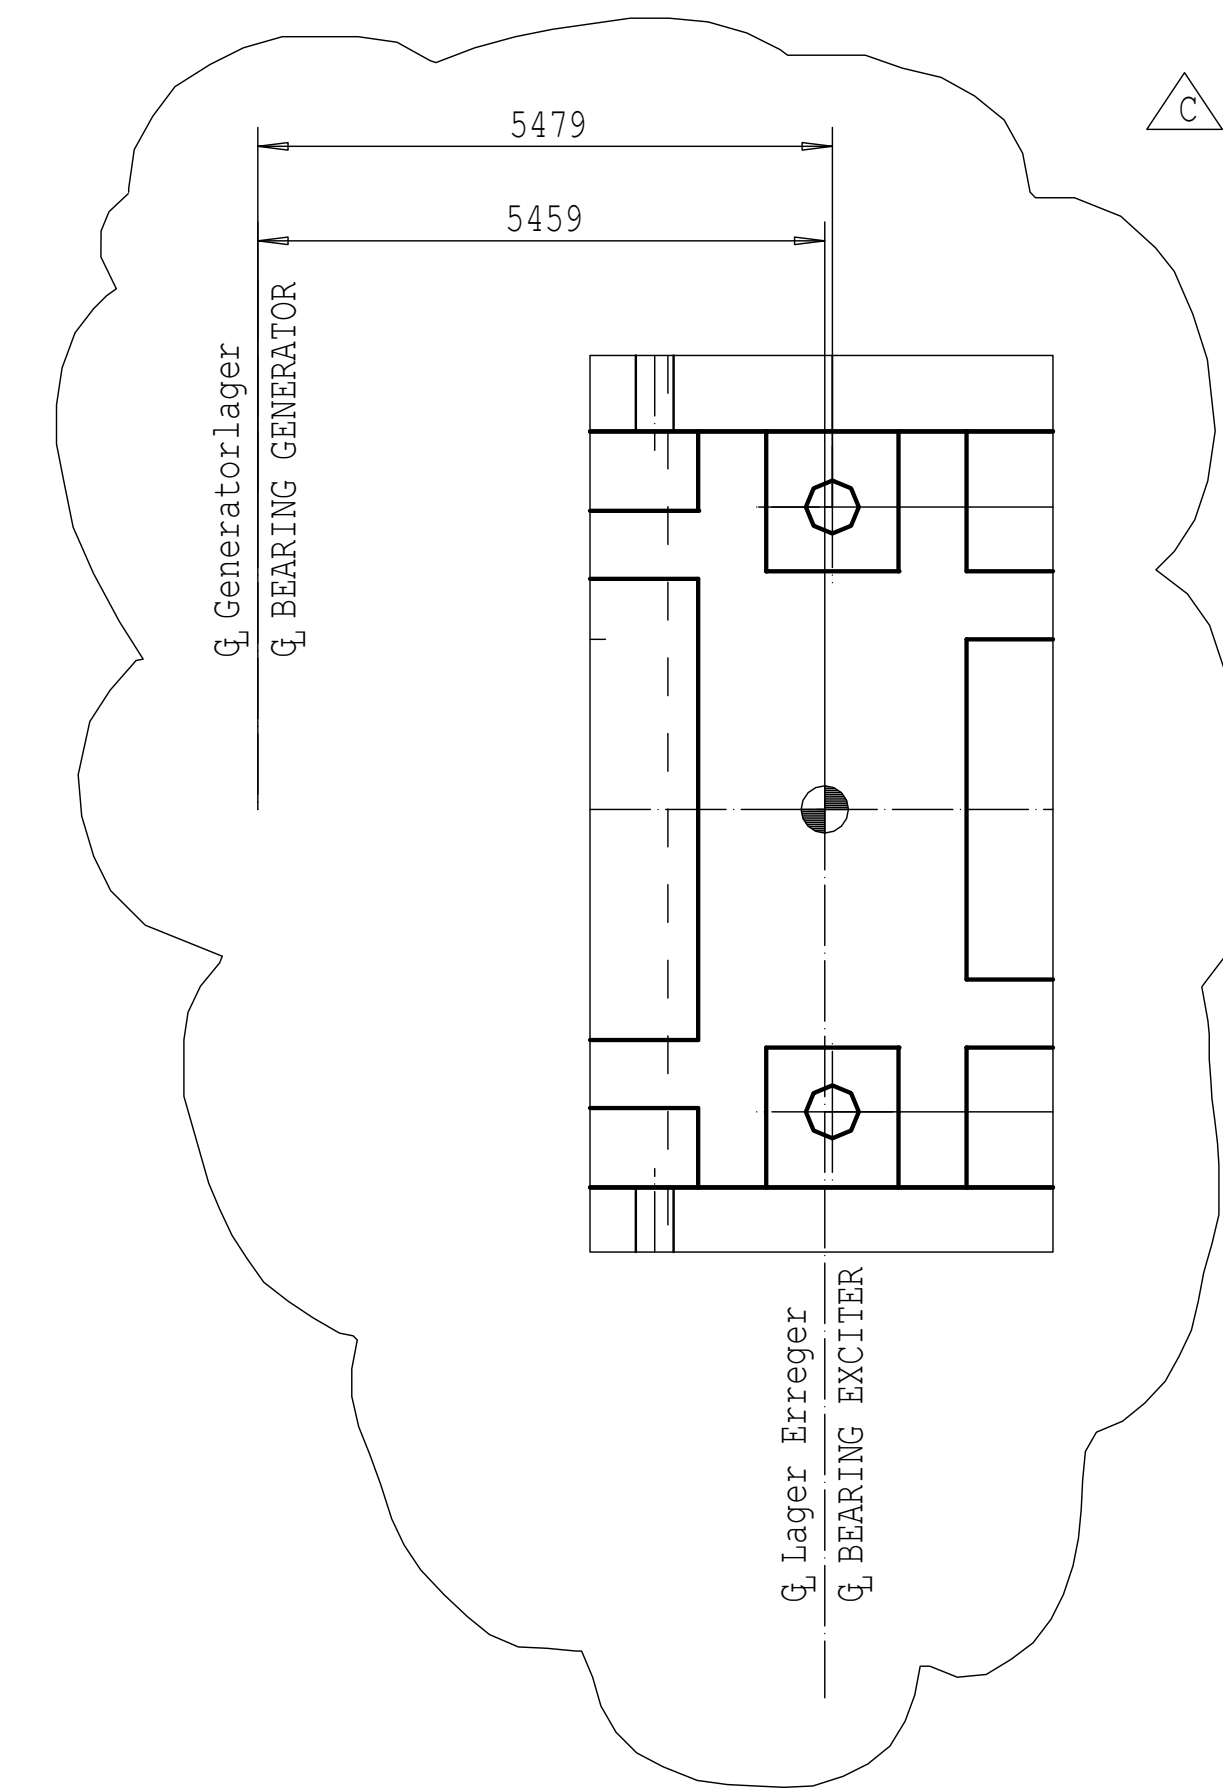 C
5479
5459
℄ Generatorlager
℄ BEARING GENERATOR
℄ Lager Erreger
℄ BEARING EXCITER